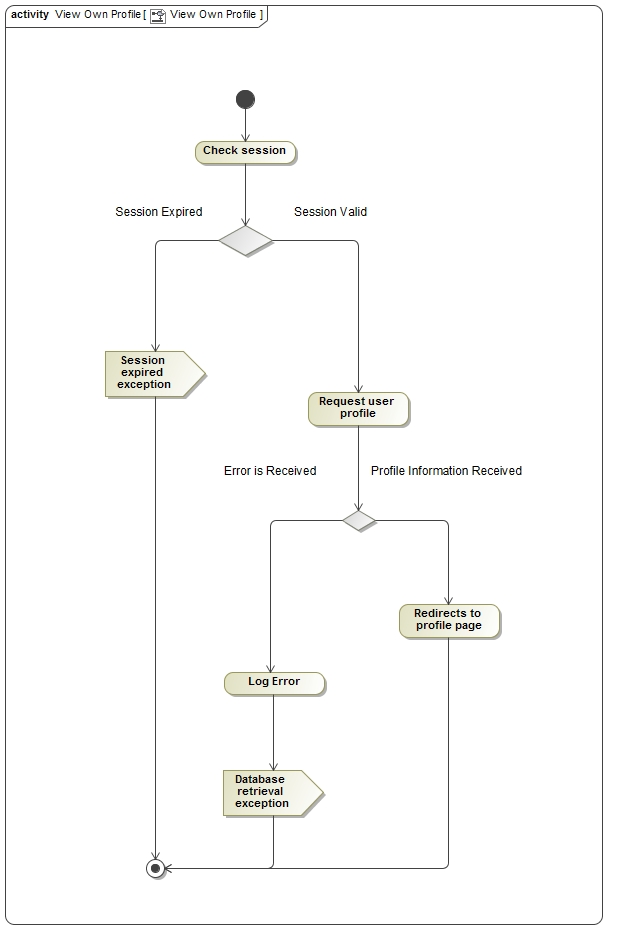 activity View Own Profile [ View Own Profile ]
Check session
Session Expired
Session Valid
Session
expired
exception
Request user
profile
Error is Received
Profile Information Received
Redirects to
profile page
Log Error
Database
retrieval
exception